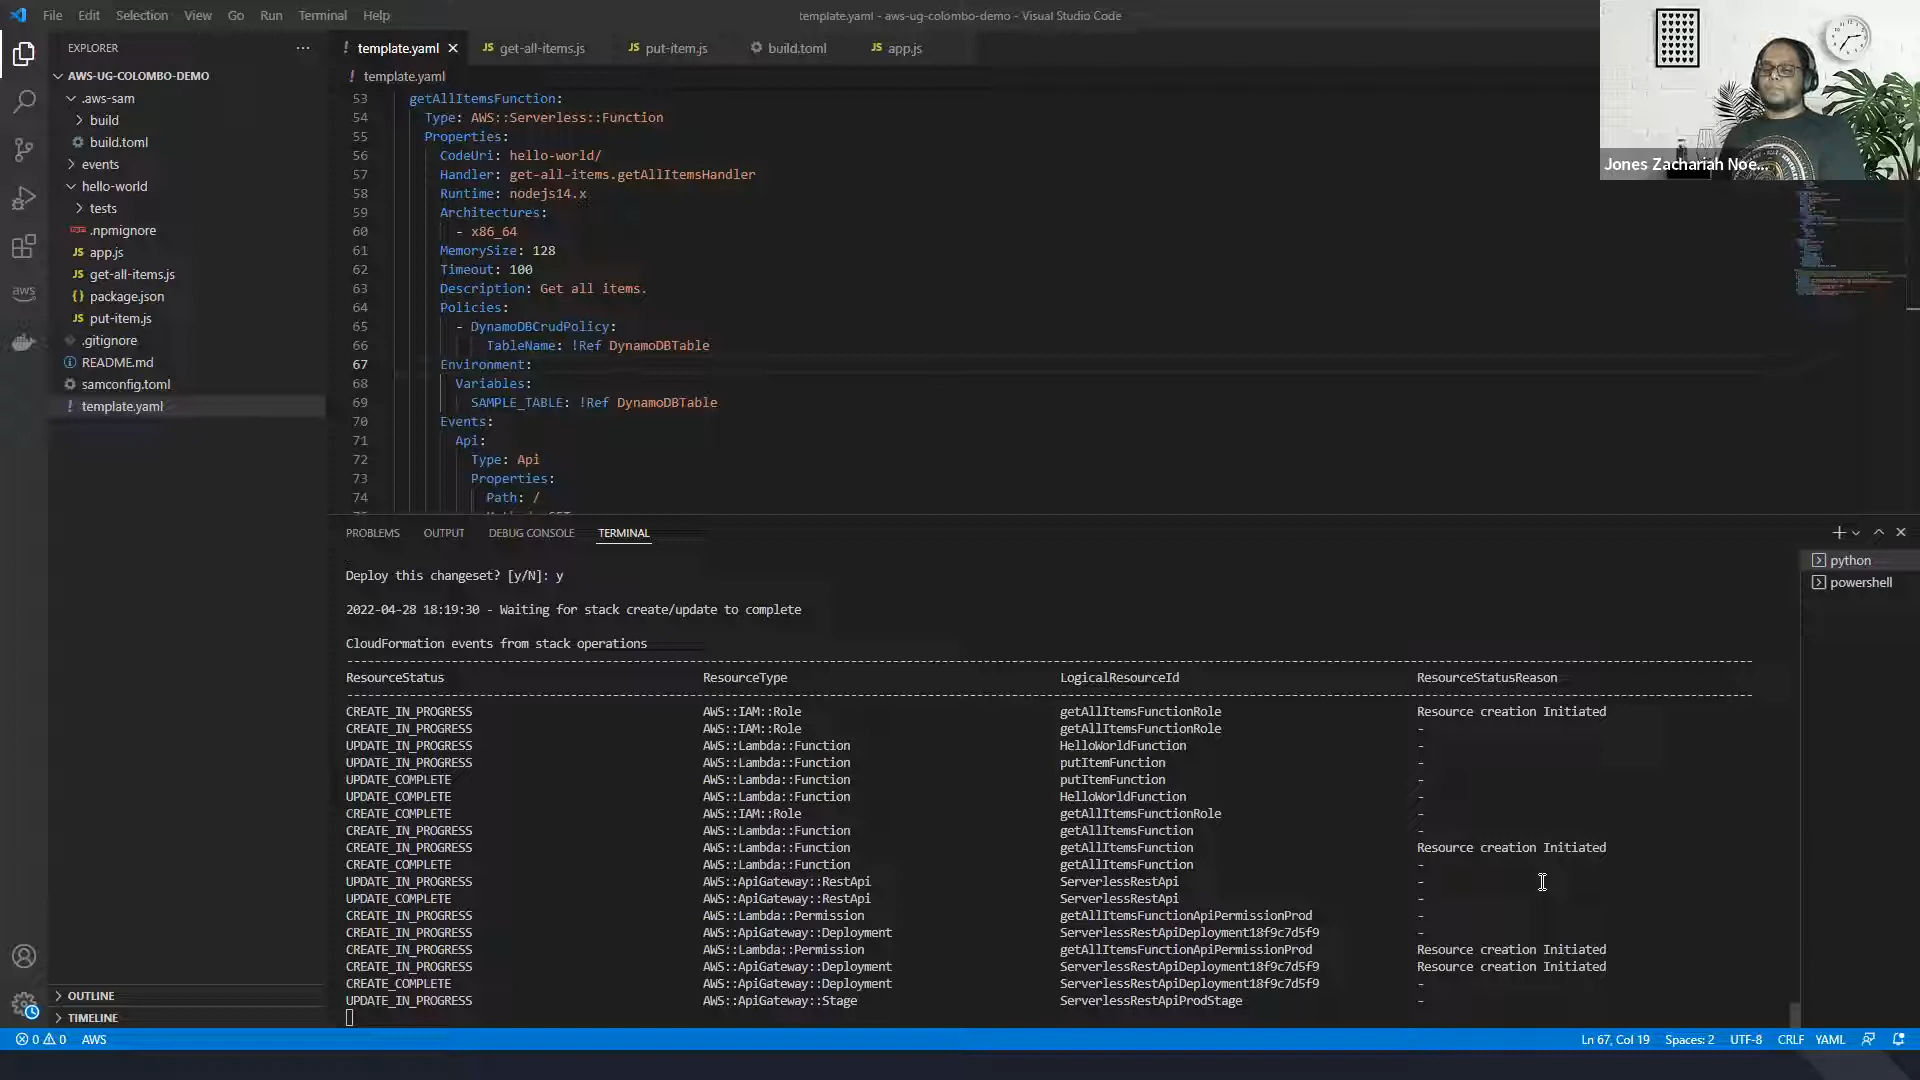 File Edit Selection View Go Run Terminal Help
template.yaml - aws-ug-colombo-demo - Visual Studio Code
EXPLORER
AWS-UG-COLOMBO-DEMO
.aws-sam
build
build.toml
events
hello-world
tests
.npmignore
app.js
get-all-items.js
package.json
put-item.js
.gitignore
README.md
samconfig.toml
template.yaml
OUTLINE
TIMELINE
template.yaml get-all-items.js put-item.js build.toml app.js
template.yaml
53 getAllItemsFunction:
54 Type: AWS::Serverless::Function
55 Properties:
56 CodeUri: hello-world/
57 Handler: get-all-items.getAllItemsHandler
58 Runtime: nodejs14.x
59 Architectures:
60 - x86_64
61 MemorySize: 128
62 Timeout: 100
63 Description: Get all items.
64 Policies:
65 - DynamoDBCrudPolicy:
66 TableName: !Ref DynamoDBTable
67 Environment:
68 Variables:
69 SAMPLE_TABLE: !Ref DynamoDBTable
70 Events:
71 Api:
72 Type: Api
73 Properties:
74 Path: /
Jones Zachariah Noe...
PROBLEMS OUTPUT DEBUG CONSOLE TERMINAL
python
powershell
Deploy this changeset? [y/N]: y
2022-04-28 18:19:30 - Waiting for stack create/update to complete
CloudFormation events from stack operations
ResourceStatus ResourceType LogicalResourceId ResourceStatusReason
CREATE_IN_PROGRESS AWS::IAM::Role getAllItemsFunctionRole Resource creation Initiated
CREATE_IN_PROGRESS AWS::IAM::Role getAllItemsFunctionRole -
UPDATE_IN_PROGRESS AWS::Lambda::Function HelloWorldFunction -
UPDATE_IN_PROGRESS AWS::Lambda::Function putItemFunction -
UPDATE_COMPLETE AWS::Lambda::Function putItemFunction -
UPDATE_COMPLETE AWS::Lambda::Function HelloWorldFunction -
CREATE_COMPLETE AWS::IAM::Role getAllItemsFunctionRole -
CREATE_IN_PROGRESS AWS::Lambda::Function getAllItemsFunction -
CREATE_IN_PROGRESS AWS::Lambda::Function getAllItemsFunction Resource creation Initiated
CREATE_COMPLETE AWS::Lambda::Function getAllItemsFunction -
UPDATE_IN_PROGRESS AWS::ApiGateway::RestApi ServerlessRestApi -
UPDATE_COMPLETE AWS::ApiGateway::RestApi ServerlessRestApi -
CREATE_IN_PROGRESS AWS::Lambda::Permission getAllItemsFunctionApiPermissionProd -
CREATE_IN_PROGRESS AWS::ApiGateway::Deployment ServerlessRestApiDeployment18f9c7d5f9 -
CREATE_IN_PROGRESS AWS::Lambda::Permission getAllItemsFunctionApiPermissionProd Resource creation Initiated
CREATE_IN_PROGRESS AWS::ApiGateway::Deployment ServerlessRestApiDeployment18f9c7d5f9 Resource creation Initiated
CREATE_COMPLETE AWS::ApiGateway::Deployment ServerlessRestApiDeployment18f9c7d5f9 -
UPDATE_IN_PROGRESS AWS::ApiGateway::Stage ServerlessRestApiProdStage -
0 0 AWS
Ln 67, Col 19 Spaces: 2 UTF-8 CRLF YAML